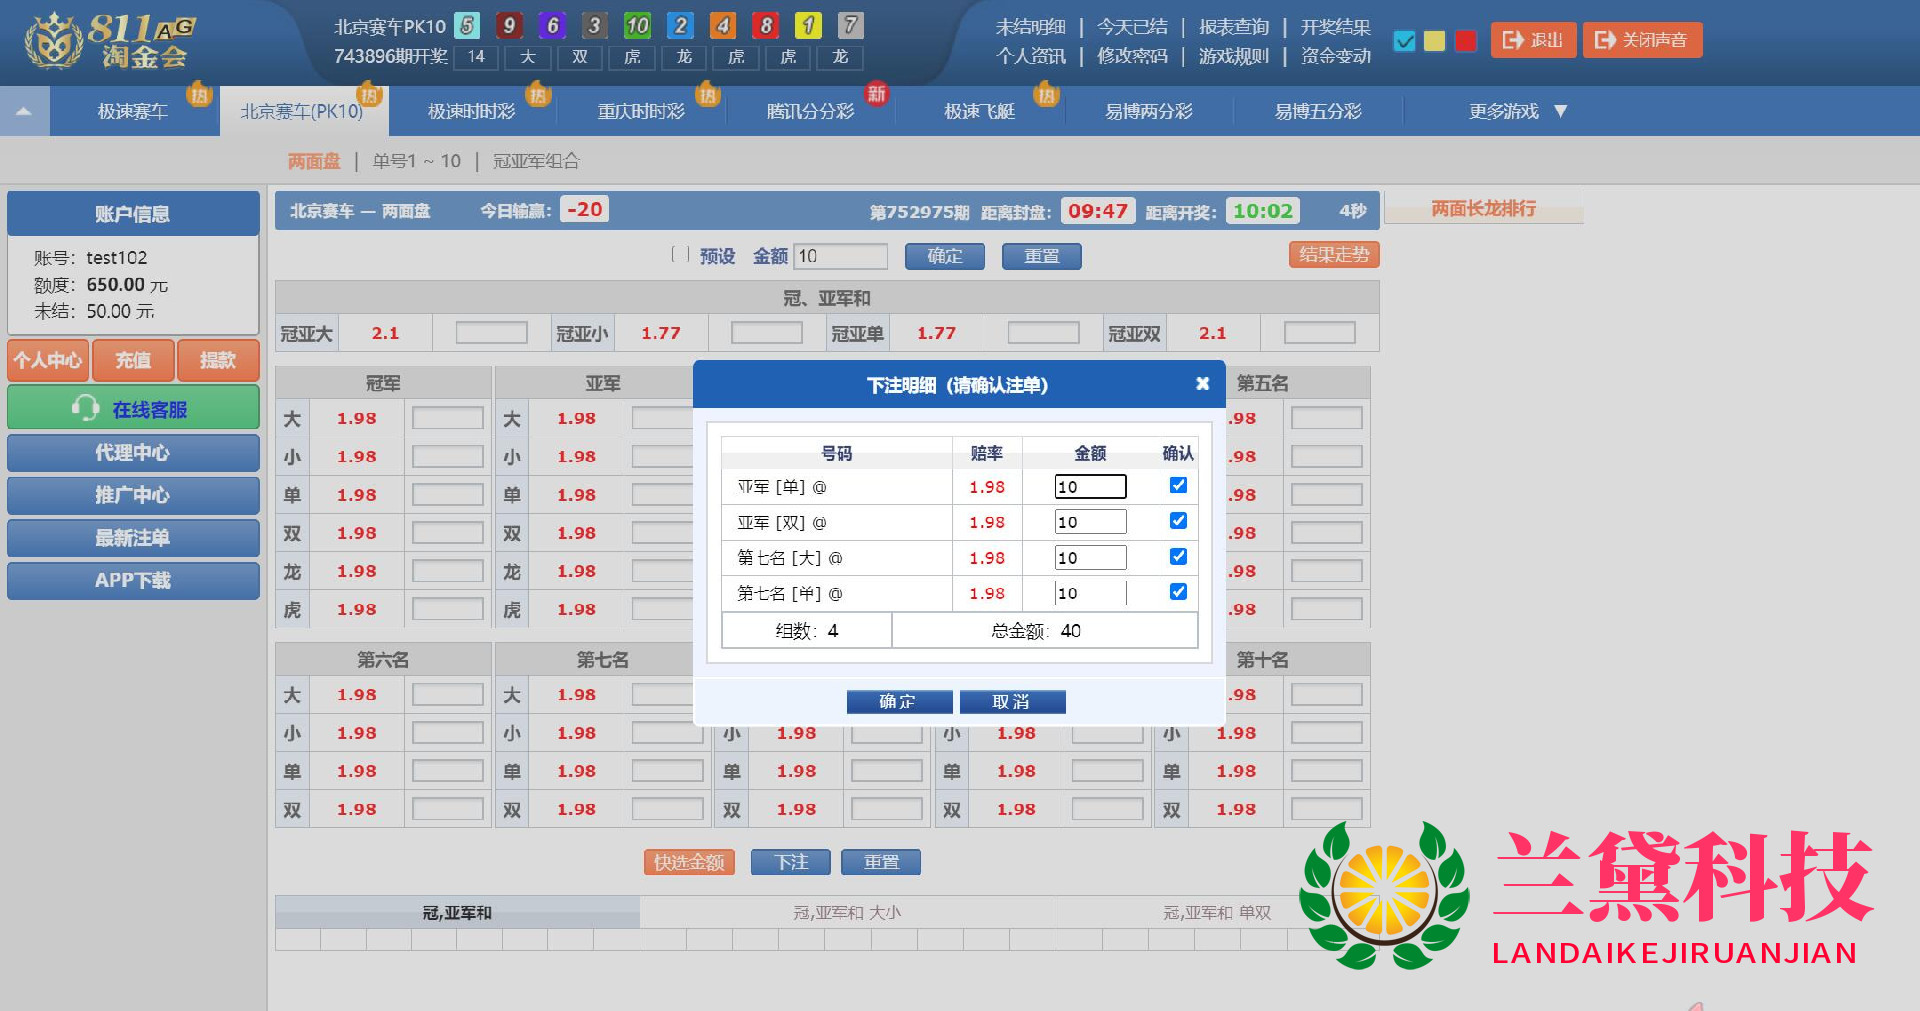 811AG
淘金会
北京赛车PK10 5 9 6 3 10 2 4 8 1 7
743896期开奖 14 大 双 虎 龙 虎 虎 龙
未结明细 | 今天已结 | 报表查询 | 开奖结果
个人资讯 | 修改密码 | 游戏规则 | 资金变动
退出 关闭声音
极速赛车 热 北京赛车(PK10) 热 极速时时彩 热 重庆时时彩 热 腾讯分分彩 新 极速飞艇 热 易博两分彩 易博五分彩 更多游戏 ▼
两面盘 | 单号1 ~ 10 | 冠亚军组合
账户信息
账号: test102
额度: 650.00 元
未结: 50.00 元
个人中心 充值 提款
在线客服
代理中心
推广中心
最新注单
APP下载
北京赛车 — 两面盘 今日输赢: -20 第752975期 距离封盘: 09:47 距离开奖: 10:02 4秒
两面长龙排行
预设 金额 10 确定 重置 结果走势
冠、亚军和
冠亚大 2.1 冠亚小 1.77 冠亚单 1.77 冠亚双 2.1
冠军 亚军 第五名
大 1.98 大 1.98 .98
小 1.98 小 1.98 .98
单 1.98 单 1.98 .98
双 1.98 双 1.98 .98
龙 1.98 龙 1.98 .98
虎 1.98 虎 1.98 .98
下注明细 (请确认注单) ×
号码 赔率 金额 确认
亚军 [单] @ 1.98 10
亚军 [双] @ 1.98 10
第七名 [大] @ 1.98 10
第七名 [单] @ 1.98 10
组数: 4 总金额: 40
确定 取消
第六名 第七名 第十名
大 1.98 大 1.98 .98
小 1.98 小 1.98 小 1.98 小 1.98 小 1.98
单 1.98 单 1.98 单 1.98 单 1.98 单 1.98
双 1.98 双 1.98 双 1.98 双 1.98 双 1.98
快选金额 下注 重置
冠,亚军和 冠,亚军和 大小 冠,亚军和 单双
兰黛科技
LANDAIKEJIRUANJIAN